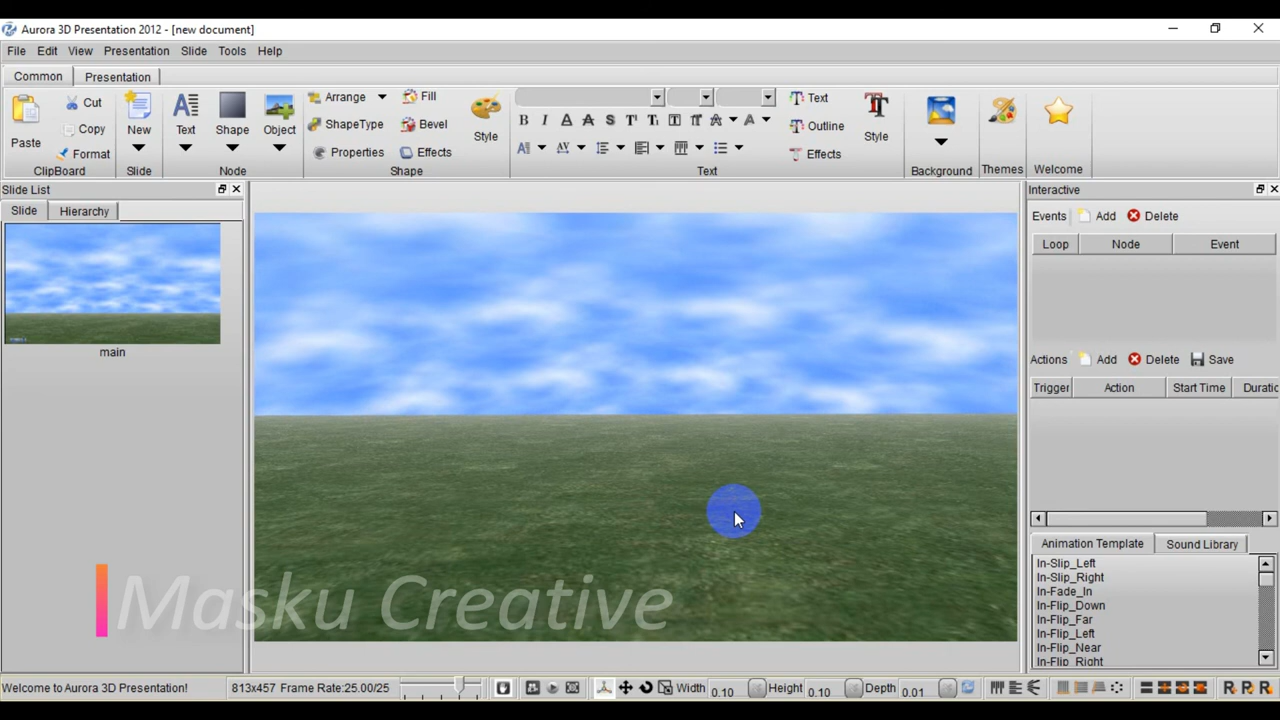 Aurora 3D Presentation 2012 - [new document]
File Edit View Presentation Slide Tools Help
Common Presentation
Paste Cut Copy Format ClipBoard
New Slide
Text Shape Object Node
Arrange Fill
ShapeType Bevel
Properties Effects
Style
Shape
B I A A S T T T T A A
A AV
Text
Text
Outline
Effects
Style
Background
Themes
Welcome
Slide List
Slide Hierarchy
main
Interactive
Events Add Delete
Loop Node Event
Actions Add Delete Save
Trigger Action Start Time Duratic
Animation Template Sound Library
In-Slip_Left
In-Slip_Right
In-Fade_In
In-Flip_Down
In-Flip_Far
In-Flip_Left
In-Flip_Near
In-Flip_Right
Masku Creative
Welcome to Aurora 3D Presentation! 813x457 Frame Rate:25.00/25 Width 0.10 Height 0.10 Depth 0.01 R R R